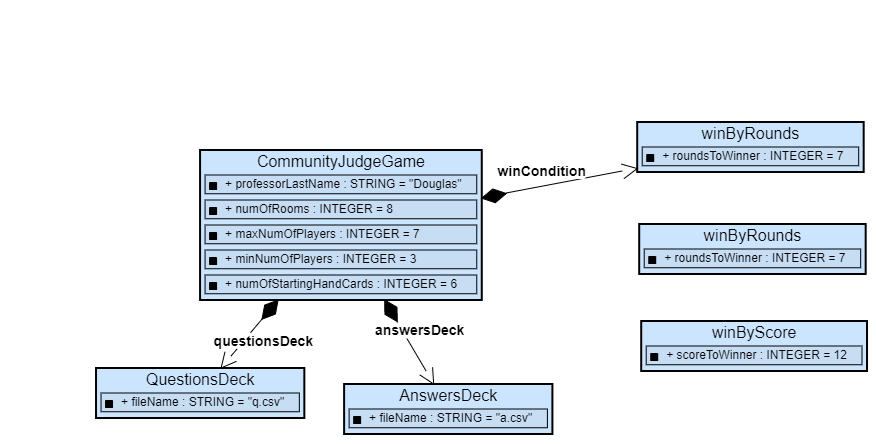 winByRounds
+ roundsToWinner : INTEGER = 7
CommunityJudgeGame
winCondition
+ professorLastName : STRING = "Douglas"
+ numOfRooms : INTEGER = 8
+ maxNumOfPlayers : INTEGER = 7
+ minNumOfPlayers : INTEGER = 3
+ numOfStartingHandCards : INTEGER = 6
winByRounds
+ roundsToWinner : INTEGER = 7
questionsDeck
answersDeck
winByScore
+ scoreToWinner : INTEGER = 12
QuestionsDeck
+ fileName : STRING = "q.csv"
AnswersDeck
+ fileName : STRING = "a.csv"